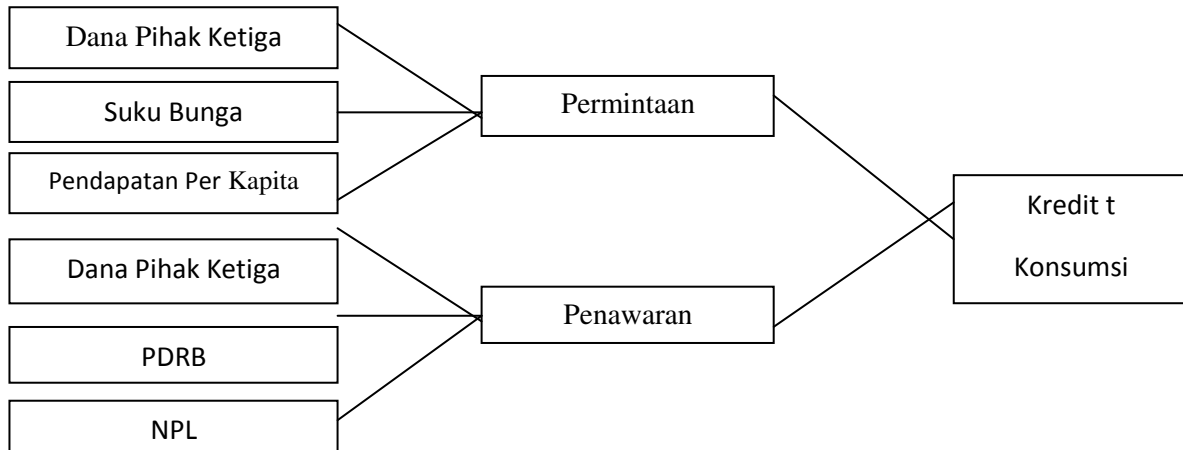 Dana Pihak Ketiga
Suku Bunga
Pendapatan Per Kapita
Dana Pihak Ketiga
PDRB
NPL
Permintaan
Penawaran
Kredit t
Konsumsi